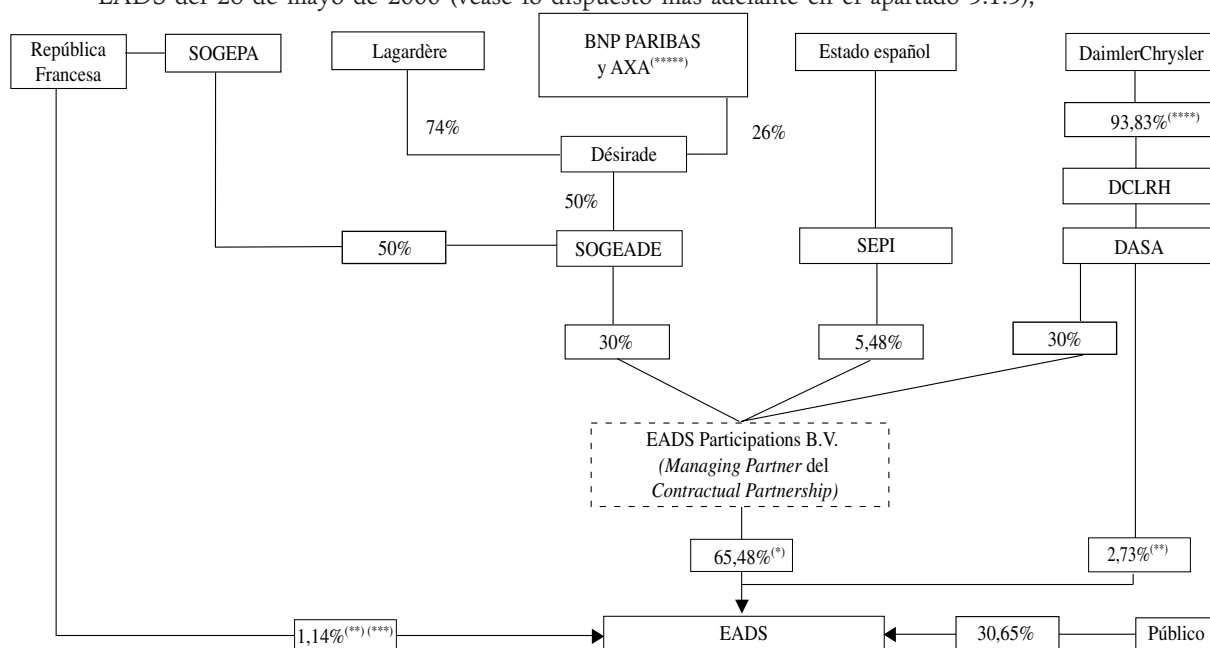 EADS del 26 de mayo de 2000 (véase lo dispuesto más adelante en el apartado 3.1.3),
República
Francesa
SOGEPA
Lagardère
BNP PARIBAS
y AXA(*****)
Estado español
DaimlerChrysler
74%
26%
93,83%(****)
Désirade
DCLRH
50%
50%
SOGEADE
SEPI
DASA
30%
5,48%
30%
EADS Participations B.V.
(Managing Partner del
Contractual Partnership)
65,48%(*)
2,73%(**)
1,14%(**) (***)
EADS
30,65%
Público